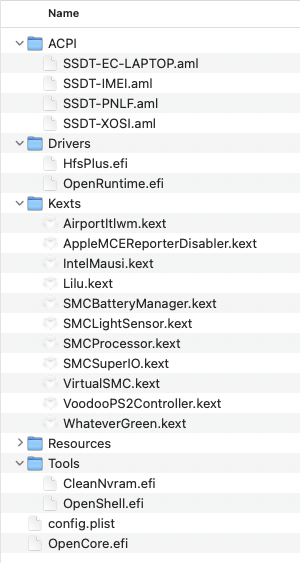 Name
ACPI
SSDT-EC-LAPTOP.aml
SSDT-IMEI.aml
SSDT-PNLF.aml
SSDT-XOSI.aml
Drivers
HfsPlus.efi
OpenRuntime.efi
Kexts
AirportItlwm.kext
AppleMCEReporterDisabler.kext
IntelMausi.kext
Lilu.kext
SMCBatteryManager.kext
SMCLightSensor.kext
SMCProcessor.kext
SMCSuperIO.kext
VirtualSMC.kext
VoodooPS2Controller.kext
WhateverGreen.kext
Resources
Tools
CleanNvram.efi
OpenShell.efi
config.plist
OpenCore.efi